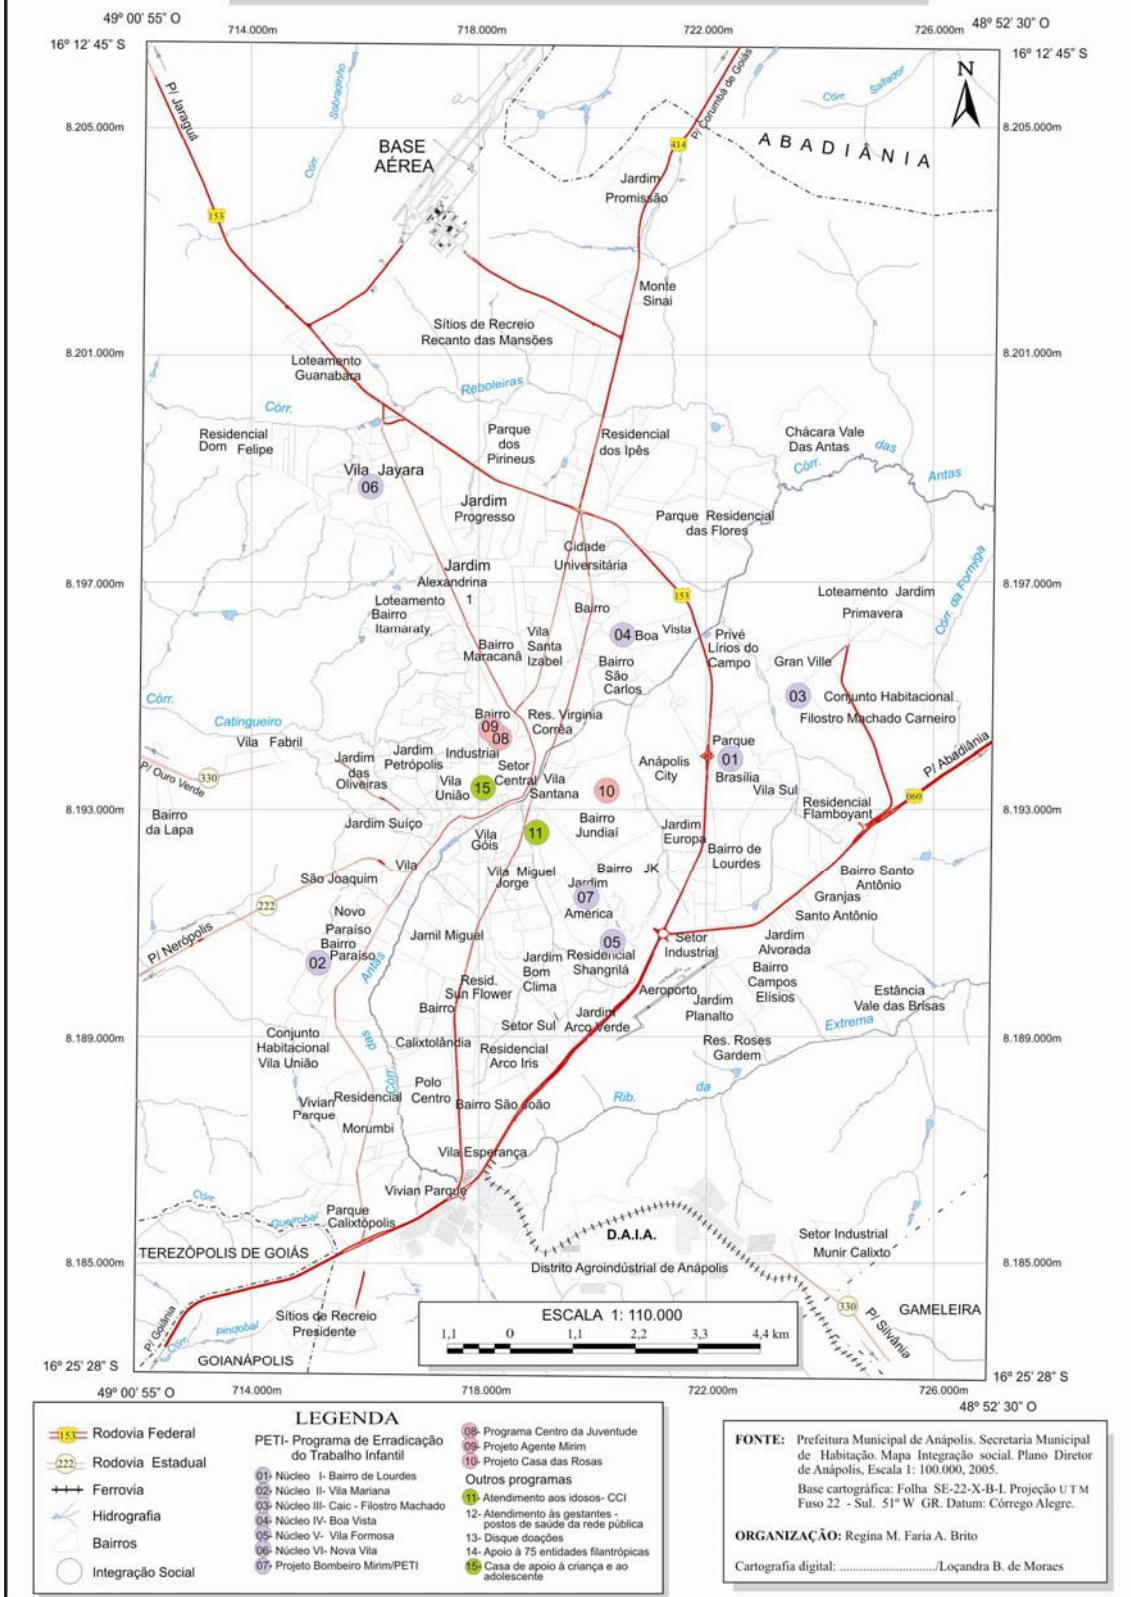 49º 00' 55" O
714.000m
718.000m
722.000m
726.000m
48º 52' 30" O
16º 12' 45" S
16º 12' 45" S
N
P/ Jaraguá
Córr. Sobradinho
BASE
AÉREA
P/ Corumbá de Goiás
Córr. Saltador
8.205.000m
8.205.000m
414
ABADIÂNIA
Jardim
Promissão
153
Monte
Sinai
Sítios de Recreio
Recanto das Mansões
8.201.000m
8.201.000m
Loteamento
Guanabara
Córr. Reboleiras
Residencial
Dom Felipe
Parque
dos
Pirineus
Residencial
dos Ipês
Chácara Vale
Das Antas
Córr. das Antas
Vila Jayara
06
Jardim
Progresso
Parque Residencial
das Flores
Cidade
Universitária
Jardim
Alexandrina
1
8.197.000m
8.197.000m
Loteamento
Bairro
Itamaraty
Loteamento Jardim
Primavera
Córr. da Formiga
153
Bairro
04 Boa Vista
Vila
Santa
Izabel
Bairro
Maracanã
Privé
Lírios do
Campo
Bairro
São
Carlos
Gran Ville
03
Conjunto Habitacional
Filostro Machado Carneiro
Córr. Catingueiro
Bairro
09
08
Industrial
Res. Virginia
Corrêa
Vila Fabril
Jardim
Petrópolis
Jardim
das
Oliveiras
Setor
Central
Parque
01
Brasília
P/ Ouro Verde
330
Anápolis
City
P/ Abadiânia
Vila
União
15
Vila
Santana
10
Vila Sul
060
8.193.000m
8.193.000m
Bairro
da Lapa
Residencial
Flamboyant
Jardim Suíço
Vila
Góis
11
Bairro
Jundiaí
Jardim
Europa
Bairro de
Lourdes
Vila
São Joaquim
Vila Miguel
Jorge
Bairro JK
Bairro Santo
Antônio
Jardim
07
América
Granjas
Santo Antônio
222
Novo
Paraíso
Bairro
Paraíso
02
P/ Nerópolis
Jamil Miguel
05
Residencial
Shangrilá
Setor
Industrial
Jardim
Alvorada
Jardim
Bom
Clima
Bairro
Campos
Elísios
Resid.
Sun Flower
Aeroporto
Jardim
Planalto
Estância
Vale das Brisas
Bairro
Calixtolândia
Setor Sul
Jardim
Arco Verde
Rib. da Extrema
8.189.000m
8.189.000m
Conjunto
Habitacional
Vila União
Residencial
Arco Iris
Res. Roses
Gardem
Córr. das Antas
Polo
Centro
Vivian
Parque
Residencial
Morumbi
Bairro São João
Vila Esperança
Vivian Parque
Córr. Gueirobal
Parque
Calixtópolis
D.A.I.A.
Distrito Agroindústrial de Anápolis
Setor Industrial
Munir Calixto
TEREZÓPOLIS DE GOIÁS
8.185.000m
8.185.000m
330
P/ Silvânia
GAMELEIRA
P/ Goiânia
Sítios de Recreio
Presidente
Córr. Pindobal
GOIANÁPOLIS
ESCALA 1: 110.000
1,1 0 1,1 2,2 3,3 4,4 km
16º 25' 28" S
16º 25' 28" S
49º 00' 55" O
714.000m
718.000m
722.000m
726.000m
48º 52' 30" O
LEGENDA
153 Rodovia Federal
222 Rodovia Estadual
Ferrovia
Hidrografia
Bairros
Integração Social
PETI- Programa de Erradicação
do Trabalho Infantil
01- Núcleo I- Bairro de Lourdes
02- Núcleo II- Vila Mariana
03- Núcleo III- Caic - Filostro Machado
04- Núcleo IV- Boa Vista
05- Núcleo V- Vila Formosa
06- Núcleo VI- Nova Vila
07- Projeto Bombeiro Mirim/PETI
08- Programa Centro da Juventude
09- Projeto Agente Mirim
10- Projeto Casa das Rosas
Outros programas
11- Atendimento aos idosos- CCI
12- Atendimento às gestantes -
postos de saúde da rede pública
13- Disque doações
14- Apoio à 75 entidades filantrópicas
15- Casa de apoio à criança e ao
adolescente
FONTE: Prefeitura Municipal de Anápolis. Secretaria Municipal
de Habitação. Mapa Integração social. Plano Diretor
de Anápolis, Escala 1: 100.000, 2005.
Base cartográfica: Folha SE-22-X-B-I. Projeção U T M
Fuso 22 - Sul. 51º W GR. Datum: Córrego Alegre.
ORGANIZAÇÃO: Regina M. Faria A. Brito
Cartografia digital: ............................/Loçandra B. de Moraes